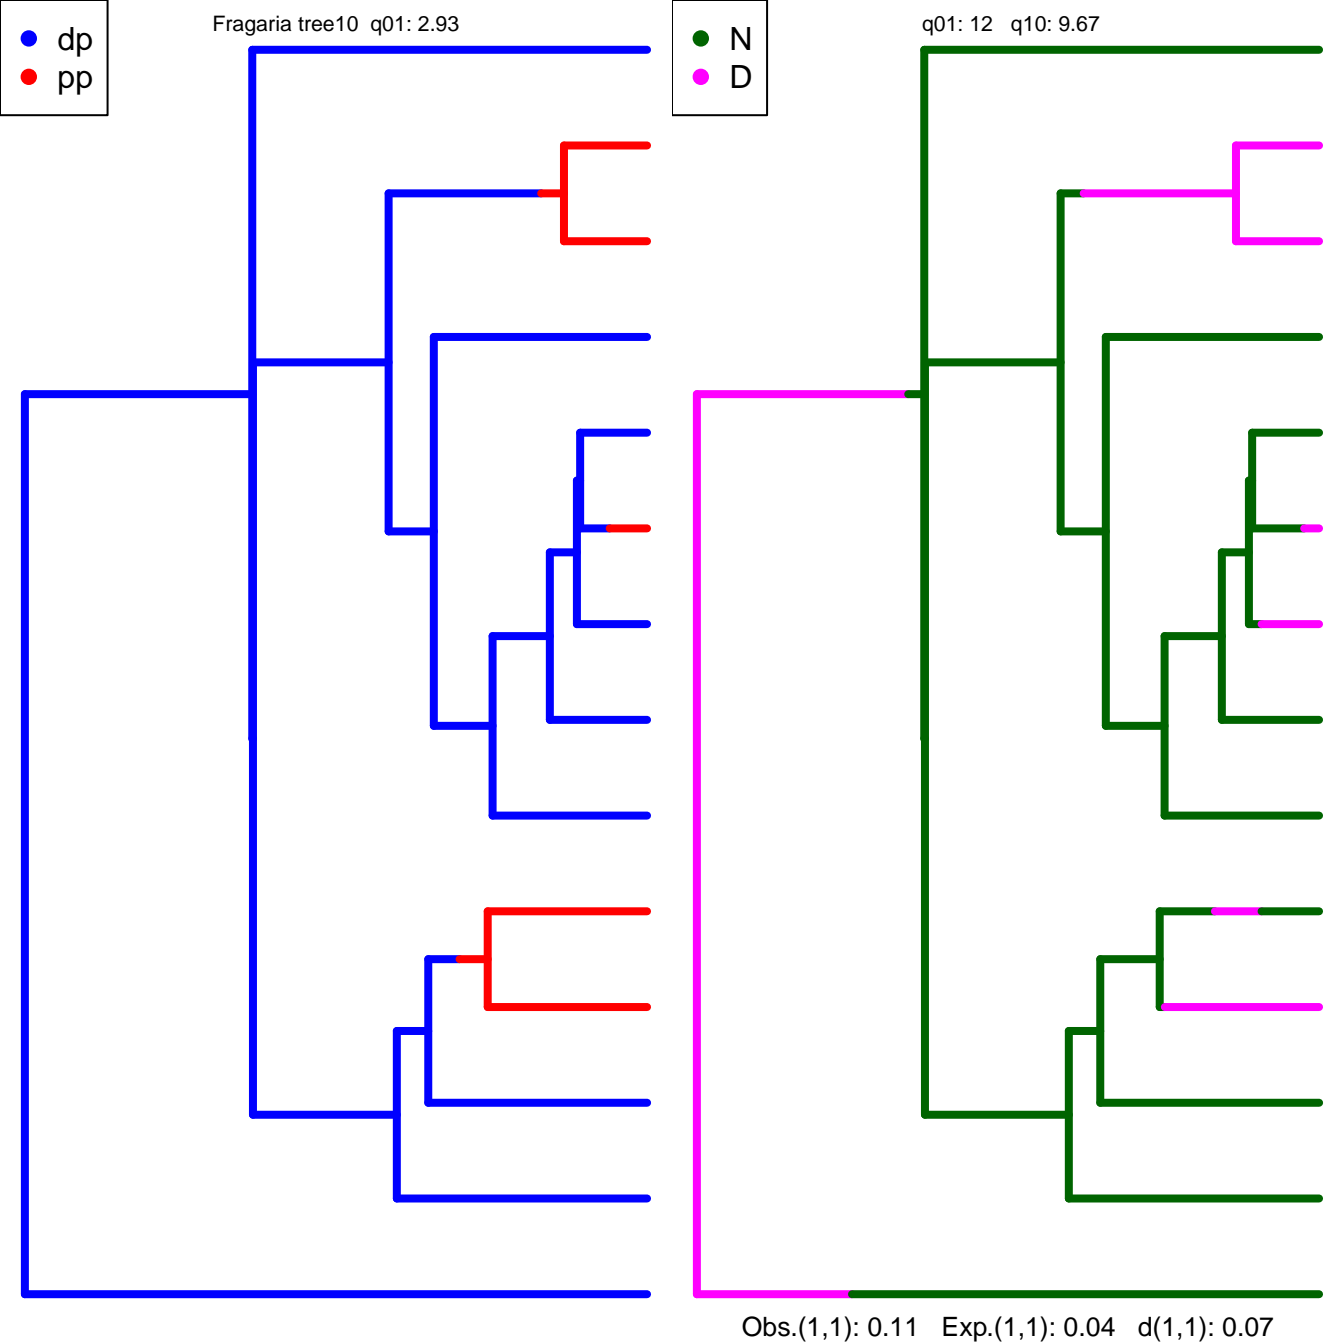 Fragaria tree10 q01: 2.93
dp
pp
q01: 12 q10: 9.67
N
D
Obs.(1,1): 0.11 Exp.(1,1): 0.04 d(1,1): 0.07